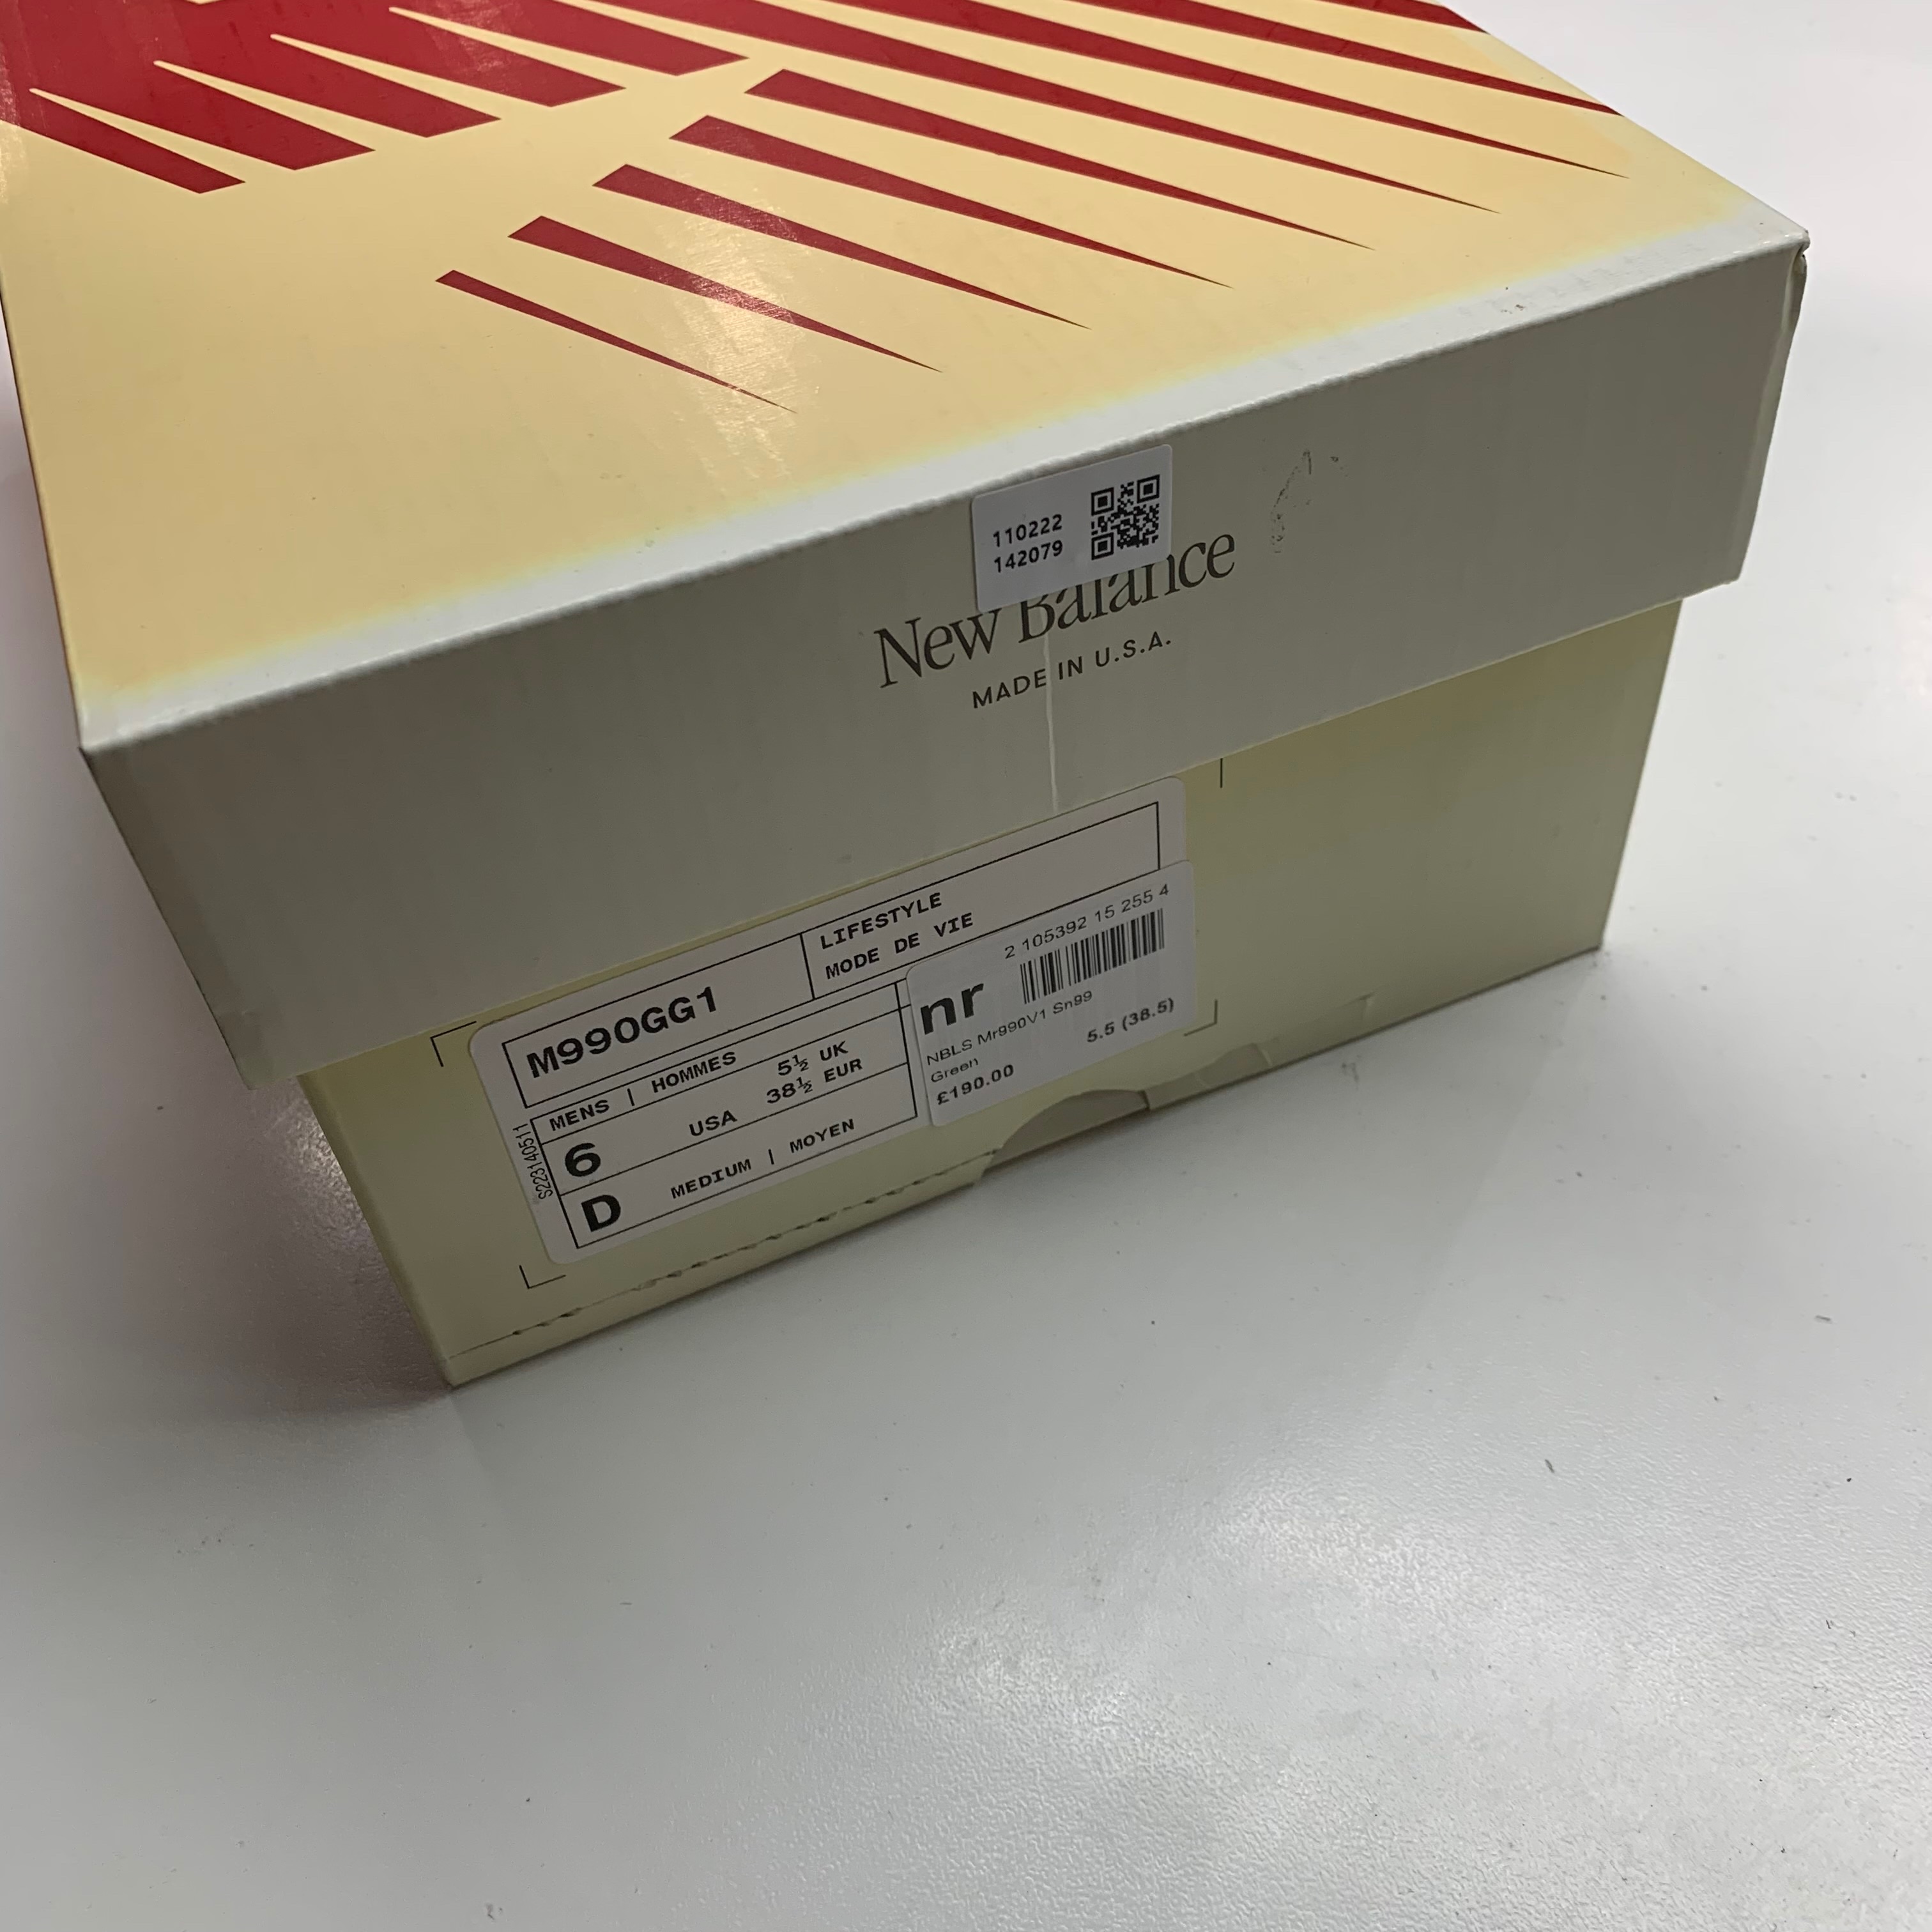 110222
142079
New Balance
MADE IN U.S.A.
M990GG1
LIFESTYLE
MODE DE VIE
MENS | HOMMES
5½ UK
6 USA 38½ EUR
D MEDIUM | MOYEN
S223140511
2 105392 15 255 4
nr
NBLS Mr990V1 Sn99
Green
5.5 (38.5)
£190.00